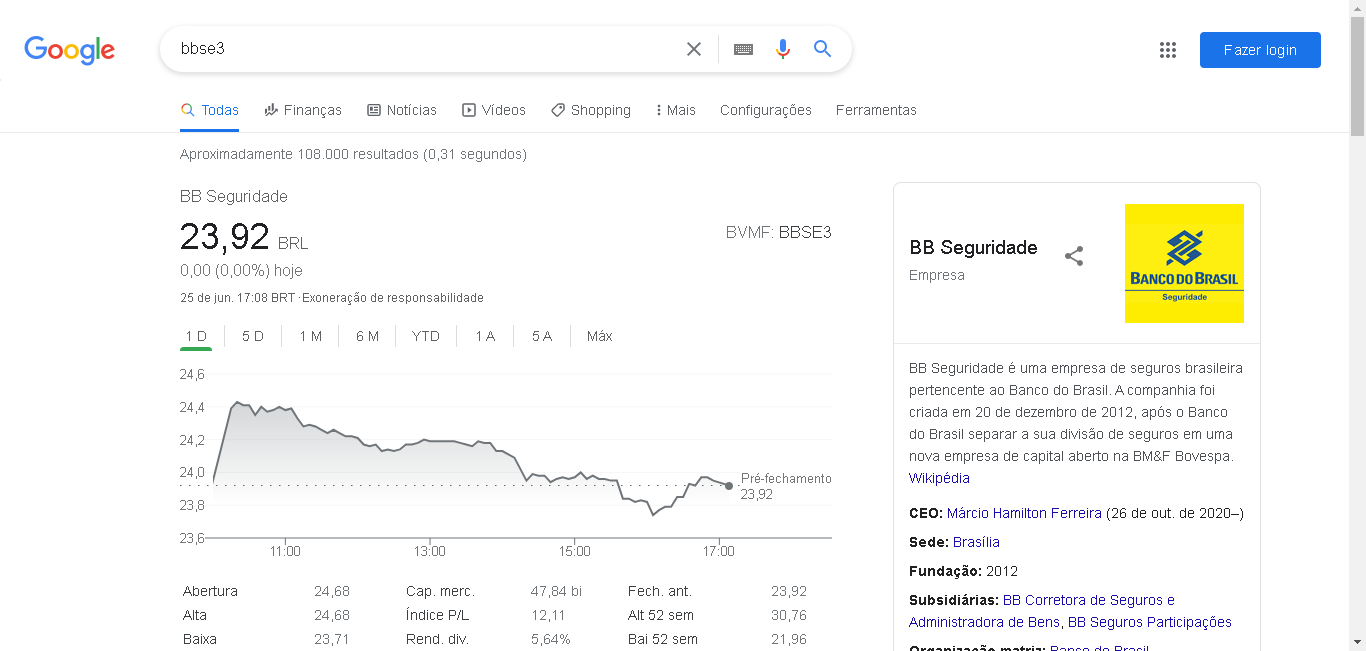 Google
bbse3
Fazer login
Todas
Finanças
Notícias
Vídeos
Shopping
Mais
Configurações
Ferramentas
Aproximadamente 108.000 resultados (0,31 segundos)
BB Seguridade
23,92 BRL
BVMF: BBSE3
0,00 (0,00%) hoje
25 de jun. 17:08 BRT · Exoneração de responsabilidade
1 D
5 D
1 M
6 M
YTD
1 A
5 A
Máx
24,6
24,4
24,2
24,0
23,8
23,6
Pré-fechamento
23,92
11:00
13:00
15:00
17:00
Abertura 24,68 Cap. merc. 47,84 bi Fech. ant. 23,92
Alta 24,68 Índice P/L 12,11 Alt 52 sem 30,76
Baixa 23,71 Rend. div. 5,64% Bai 52 sem 21,96
BB Seguridade
Empresa
BANCO DO BRASIL
Seguridade
BB Seguridade é uma empresa de seguros brasileira
pertencente ao Banco do Brasil. A companhia foi
criada em 20 de dezembro de 2012, após o Banco
do Brasil separar a sua divisão de seguros em uma
nova empresa de capital aberto na BM&F Bovespa.
Wikipédia
CEO: Márcio Hamilton Ferreira (26 de out. de 2020–)
Sede: Brasília
Fundação: 2012
Subsidiárias: BB Corretora de Seguros e
Administradora de Bens, BB Seguros Participações
Organização matriz: Banco do Brasil